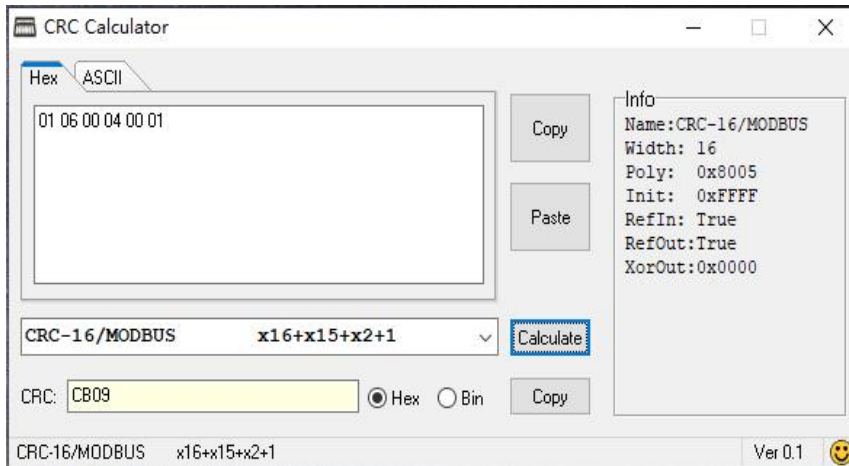 CRC Calculator
Hex ASCII
01 06 00 04 00 01
Copy
Paste
Info
Name:CRC-16/MODBUS
Width: 16
Poly: 0x8005
Init: 0xFFFF
RefIn: True
RefOut:True
XorOut:0x0000
CRC-16/MODBUS x16+x15+x2+1
Calculate
CRC: CB09
Hex Bin
Copy
CRC-16/MODBUS x16+x15+x2+1
Ver 0.1